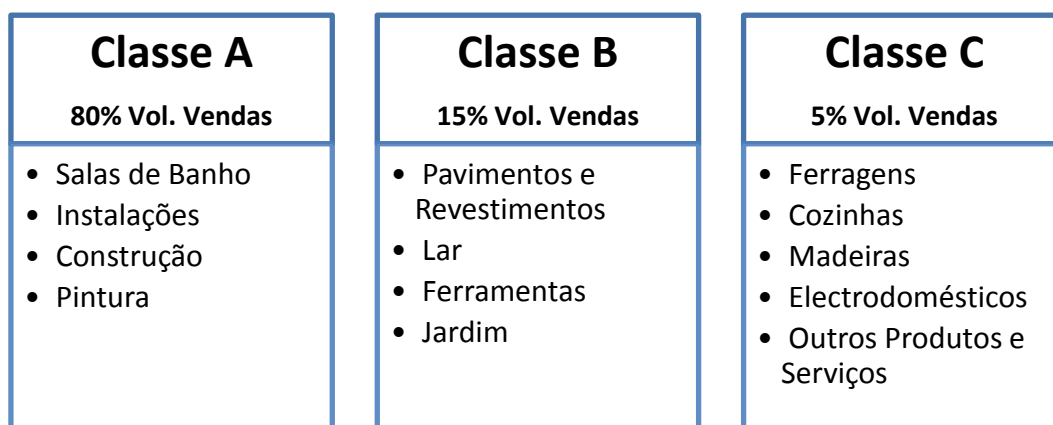 Classe A
80% Vol. Vendas
• Salas de Banho
• Instalações
• Construção
• Pintura
Classe B
15% Vol. Vendas
• Pavimentos e
Revestimentos
• Lar
• Ferramentas
• Jardim
Classe C
5% Vol. Vendas
• Ferragens
• Cozinhas
• Madeiras
• Electrodomésticos
• Outros Produtos e
Serviços